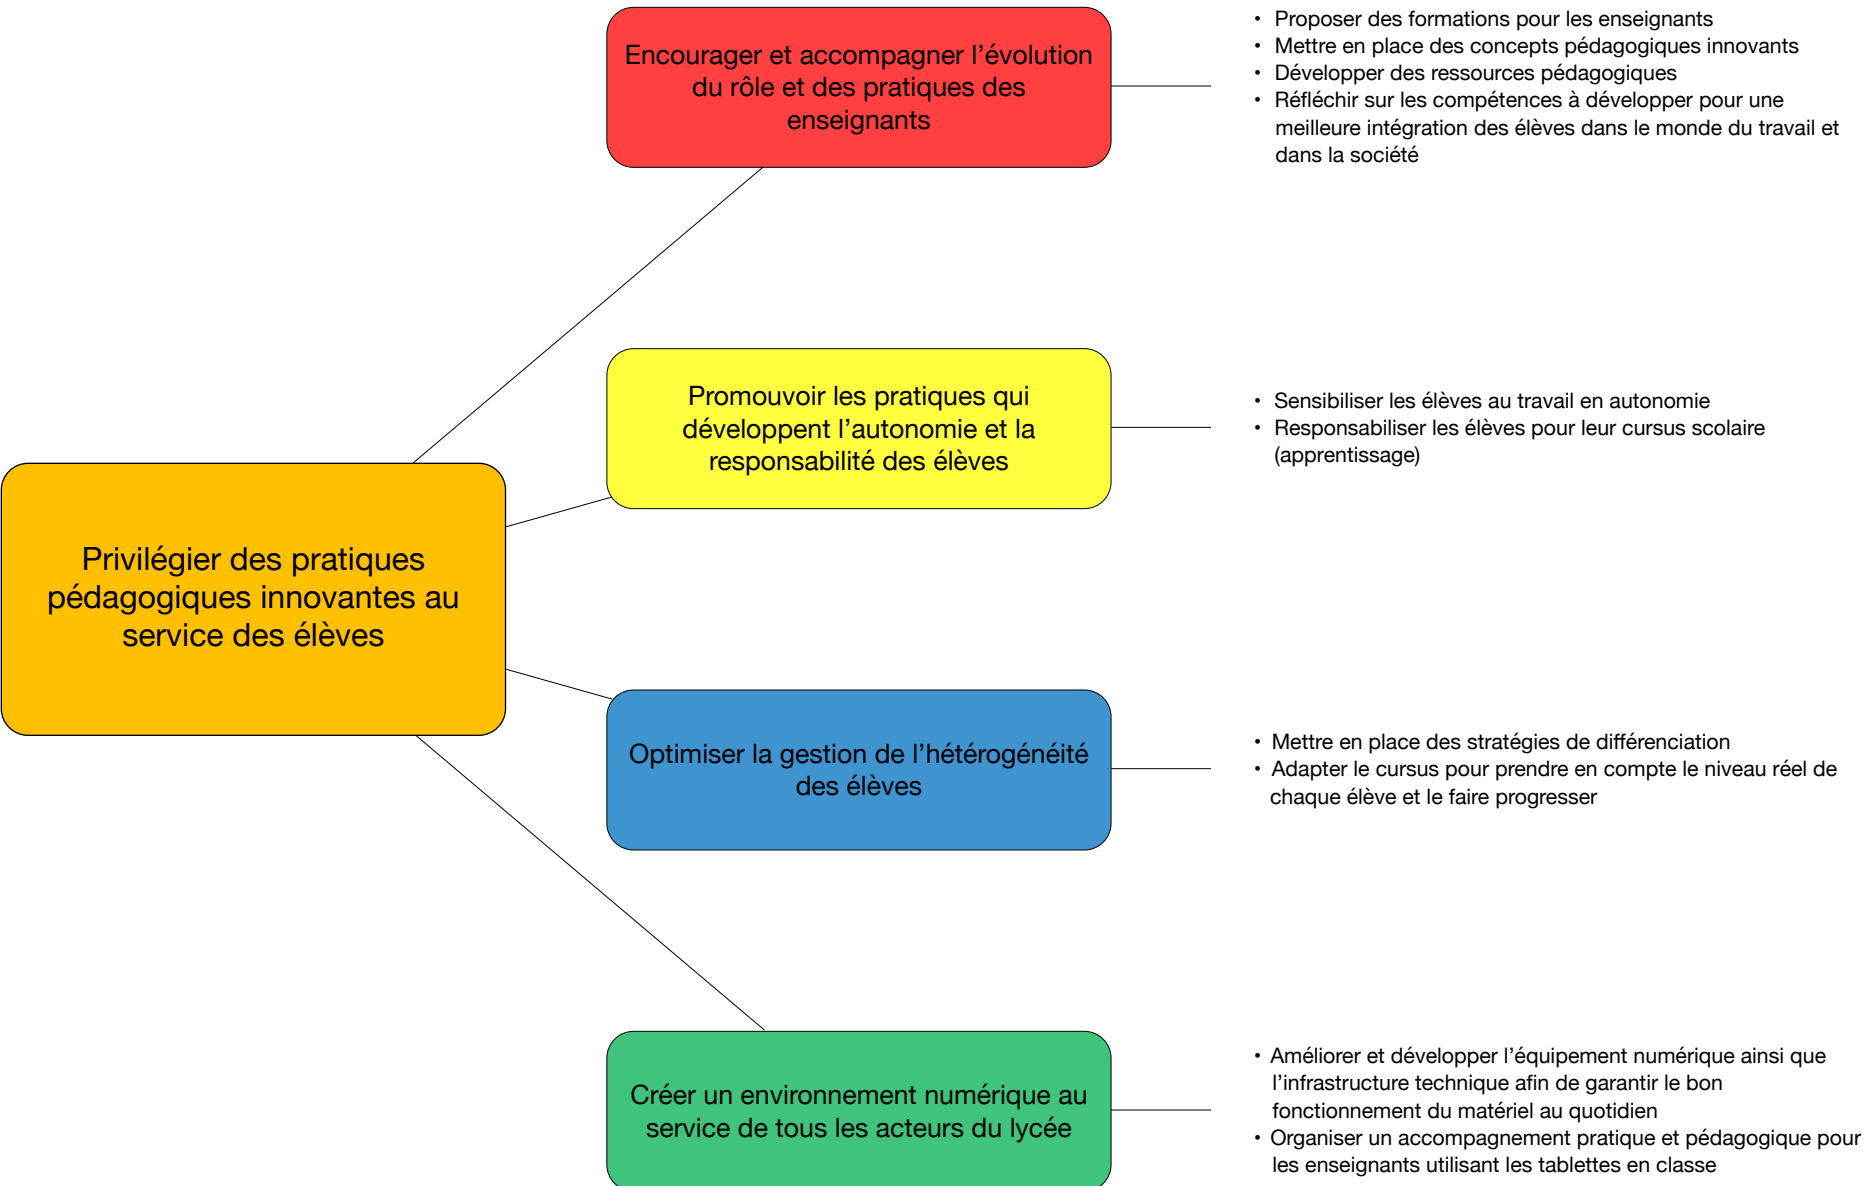 Encourager et accompagner l’évolution
du rôle et des pratiques des
enseignants
• Proposer des formations pour les enseignants
• Mettre en place des concepts pédagogiques innovants
• Développer des ressources pédagogiques
• Réfléchir sur les compétences à développer pour une
meilleure intégration des élèves dans le monde du travail et
dans la société
Promouvoir les pratiques qui
développent l’autonomie et la
responsabilité des élèves
• Sensibiliser les élèves au travail en autonomie
• Responsabiliser les élèves pour leur cursus scolaire
(apprentissage)
Privilégier des pratiques
pédagogiques innovantes au
service des élèves
Optimiser la gestion de l’hétérogénéité
des élèves
• Mettre en place des stratégies de différenciation
• Adapter le cursus pour prendre en compte le niveau réel de
chaque élève et le faire progresser
Créer un environnement numérique au
service de tous les acteurs du lycée
• Améliorer et développer l’équipement numérique ainsi que
l’infrastructure technique afin de garantir le bon
fonctionnement du matériel au quotidien
• Organiser un accompagnement pratique et pédagogique pour
les enseignants utilisant les tablettes en classe